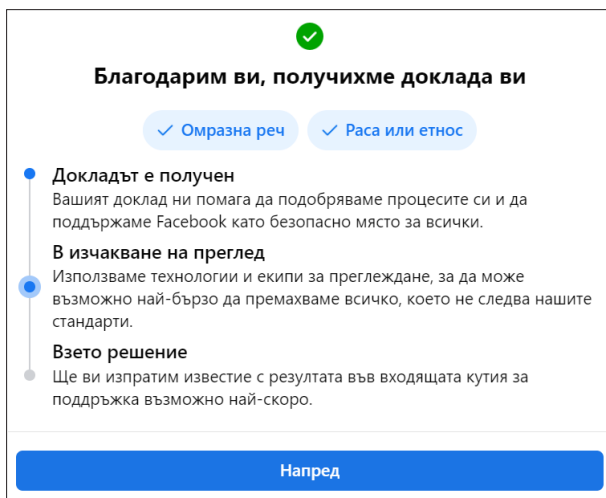 Благодарим ви, получихме доклада ви
Омразна реч
Раса или етнос
Докладът е получен
Вашият доклад ни помага да подобряваме процесите си и да
поддържаме Facebook като безопасно място за всички.
В изчакване на преглед
Използваме технологии и екипи за преглеждане, за да може
възможно най-бързо да премахваме всичко, което не следва нашите
стандарти.
Взето решение
Ще ви изпратим известие с резултата във входящата кутия за
поддръжка възможно най-скоро.
Напред